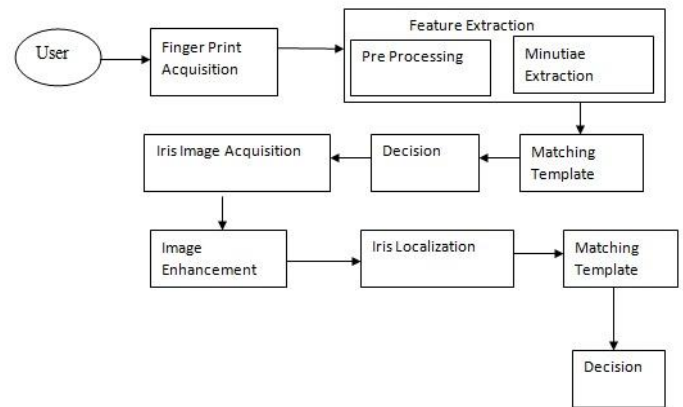 User
Finger Print
Acquisition
Feature Extraction
Pre Processing
Minutiae
Extraction
Iris Image Acquisition
Decision
Matching
Template
Image
Enhancement
Iris Localization
Matching
Template
Decision